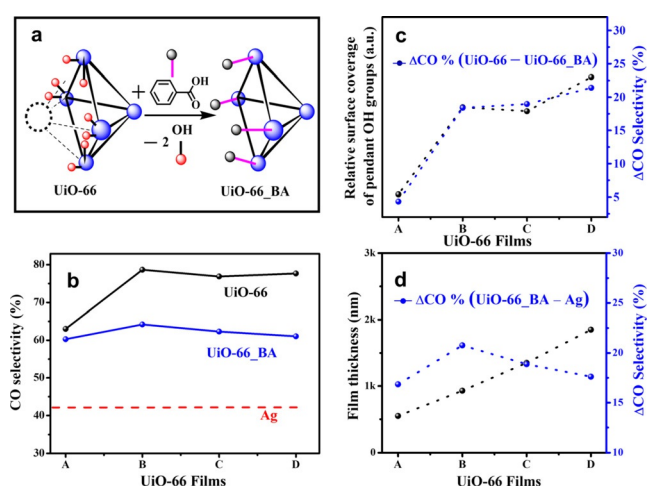 a
+
OH
O
OH
− 2
UiO-66
UiO-66_BA
b
CO selectivity (%)
80
70
60
50
40
30
UiO-66
UiO-66_BA
Ag
A B C D
UiO-66 Films
c
ΔCO % (UiO-66 − UiO-66_BA)
Relative surface coverage
of pendant OH groups (a.u.)
ΔCO Selectivity (%)
30
25
20
15
10
5
A B C D
UiO-66 Films
d
ΔCO % (UiO-66_BA − Ag)
Film thickness (nm)
3k
2k
1k
0
ΔCO Selectivity (%)
30
25
20
15
10
A B C D
UiO-66 Films